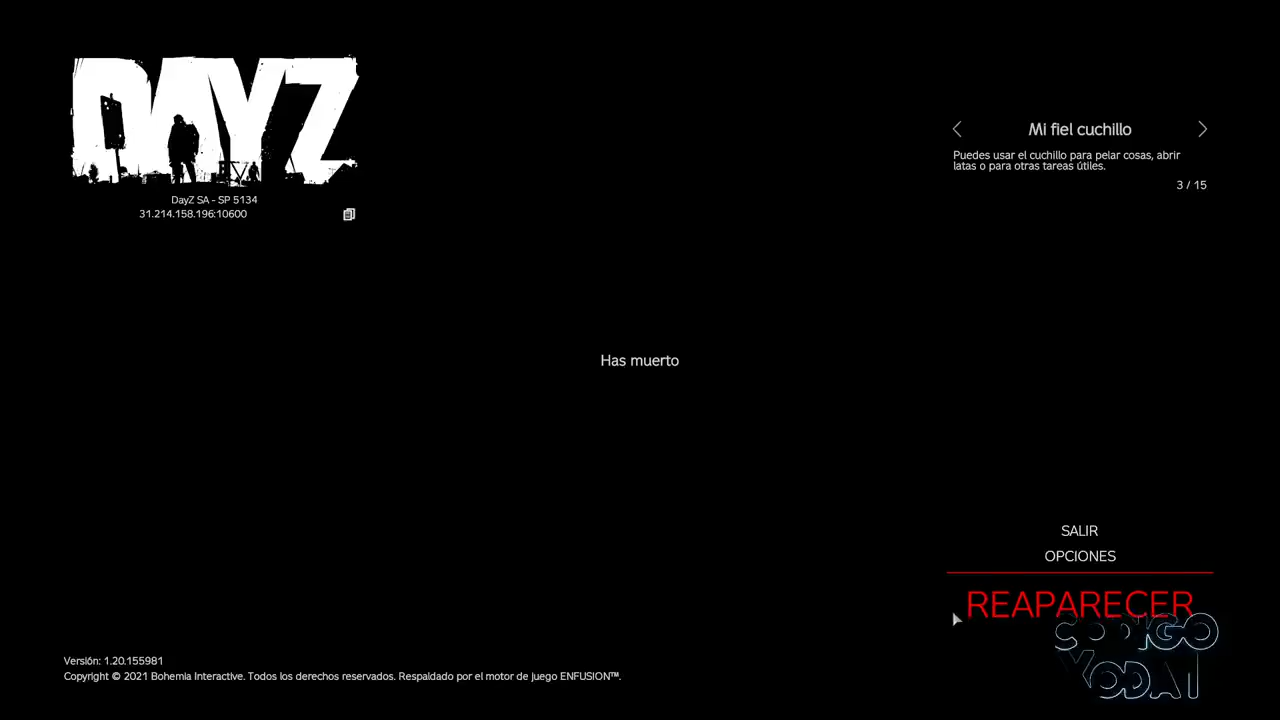 DAYZ
DayZ SA - SP 5134
31.214.158.196:10600
Mi fiel cuchillo
Puedes usar el cuchillo para pelar cosas, abrir
latas o para otras tareas útiles.
3 / 15
Has muerto
SALIR
OPCIONES
REAPARECER
CÓDIGO
YODAT
Versión: 1.20.155981
Copyright © 2021 Bohemia Interactive. Todos los derechos reservados. Respaldado por el motor de juego ENFUSION™.